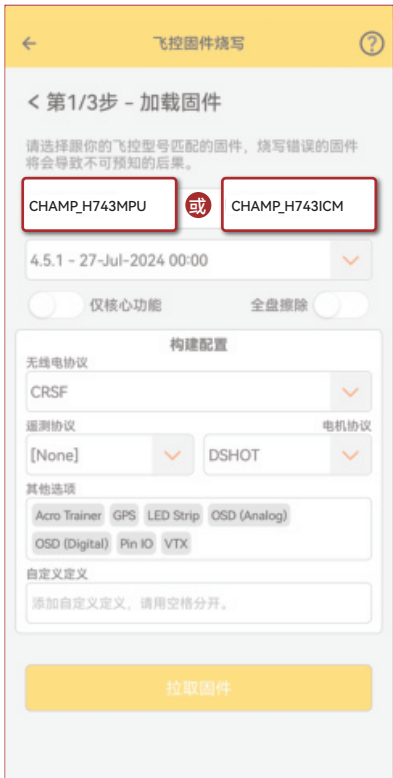 飞控固件烧写
< 第1/3步 – 加载固件
请选择跟你的飞控型号匹配的固件，烧写错误的固件
将会导致不可预知的后果。
CHAMP_H743MPU 或 CHAMP_H743ICM
4.5.1 - 27-Jul-2024 00:00
仅核心功能 全盘擦除
构建配置
无线电协议
CRSF
遥测协议 电机协议
[None] DSHOT
其他选项
Acro Trainer GPS LED Strip OSD (Analog)
OSD (Digital) Pin IO VTX
自定义定义
添加自定义定义，请用空格分开。
拉取固件